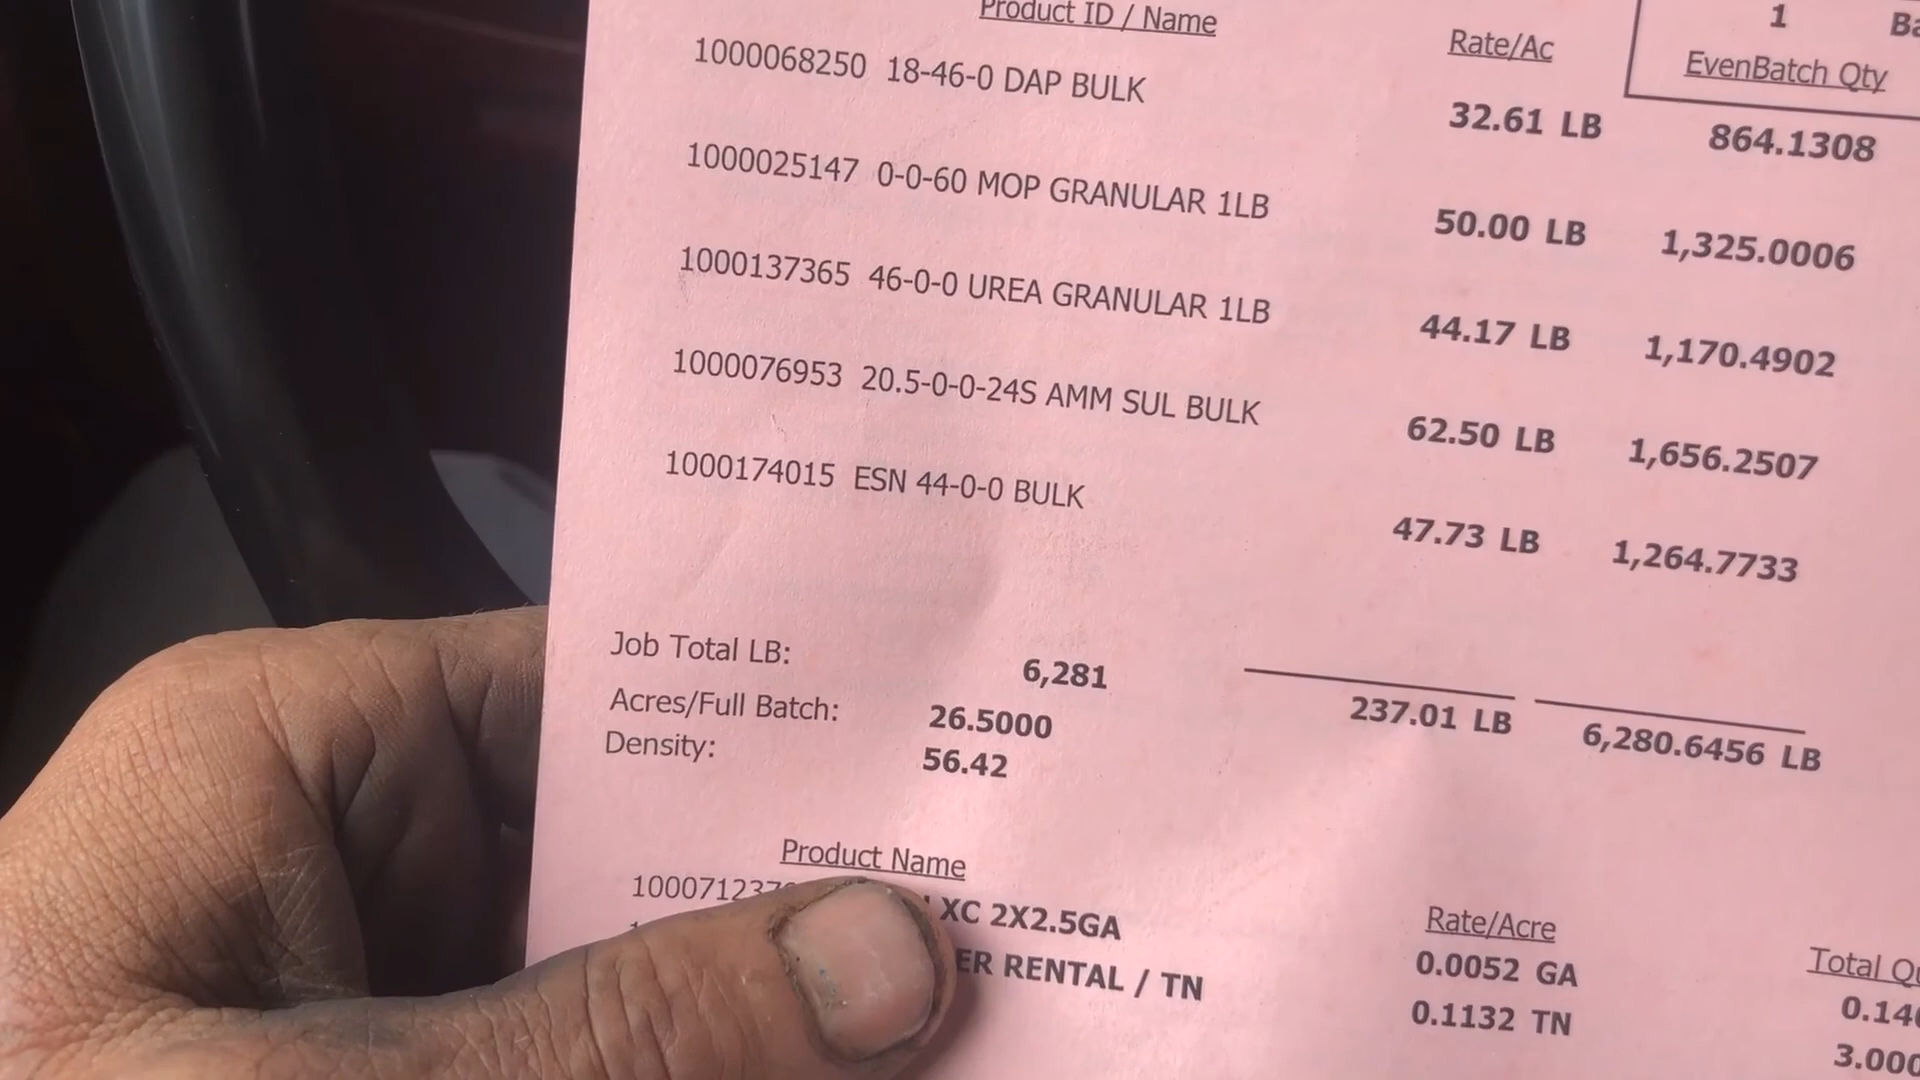 Product ID / Name
Rate/Ac
1
EvenBatch Qty
1000068250 18-46-0 DAP BULK 32.61 LB 864.1308
1000025147 0-0-60 MOP GRANULAR 1LB 50.00 LB 1,325.0006
1000137365 46-0-0 UREA GRANULAR 1LB 44.17 LB 1,170.4902
1000076953 20.5-0-0-24S AMM SUL BULK 62.50 LB 1,656.2507
1000174015 ESN 44-0-0 BULK 47.73 LB 1,264.7733
Job Total LB: 6,281
237.01 LB 6,280.6456 LB
Acres/Full Batch: 26.5000
Density: 56.42
Product Name Rate/Acre Total
XC 2X2.5GA 0.0052 GA
RENTAL / TN 0.1132 TN